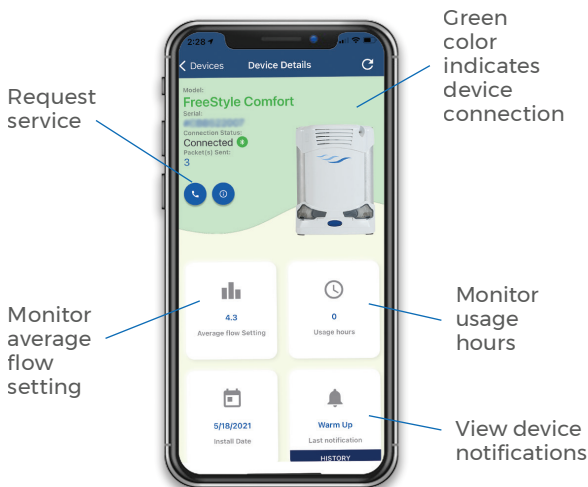 Green
color
indicates
device
connection
Request
service
Monitor
average
flow
setting
Monitor
usage
hours
View device
notifications
2:28
Devices
Device Details
Model:
FreeStyle Comfort
Serial:
Connection Status:
Connected
Packet(s) Sent:
3
4.3
Average flow Setting
0
Usage hours
5/18/2021
Install Date
Warm Up
Last notification
HISTORY